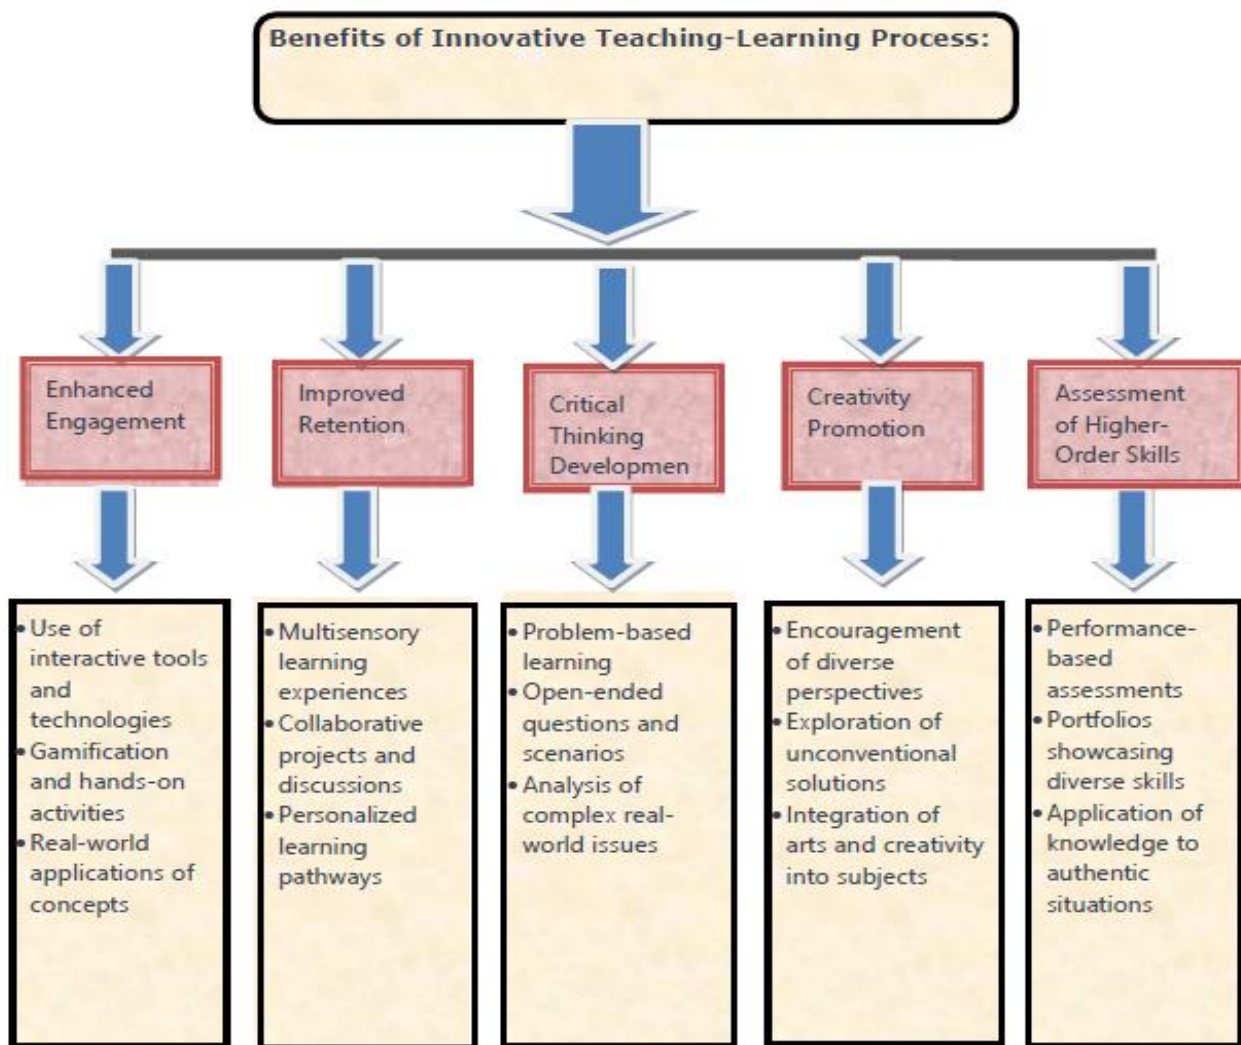 Benefits of Innovative Teaching-Learning Process:
Enhanced
Engagement
Improved
Retention
Critical
Thinking
Developmen
Creativity
Promotion
Assessment
of Higher-
Order Skills
• Use of
interactive tools
and
technologies
• Gamification
and hands-on
activities
• Real-world
applications of
concepts
• Multisensory
learning
experiences
• Collaborative
projects and
discussions
• Personalized
learning
pathways
• Problem-based
learning
• Open-ended
questions and
scenarios
• Analysis of
complex real-
world issues
• Encouragement
of diverse
perspectives
• Exploration of
unconventional
solutions
• Integration of
arts and creativity
into subjects
• Performance-
based
assessments
• Portfolios
showcasing
diverse skills
• Application of
knowledge to
authentic
situations